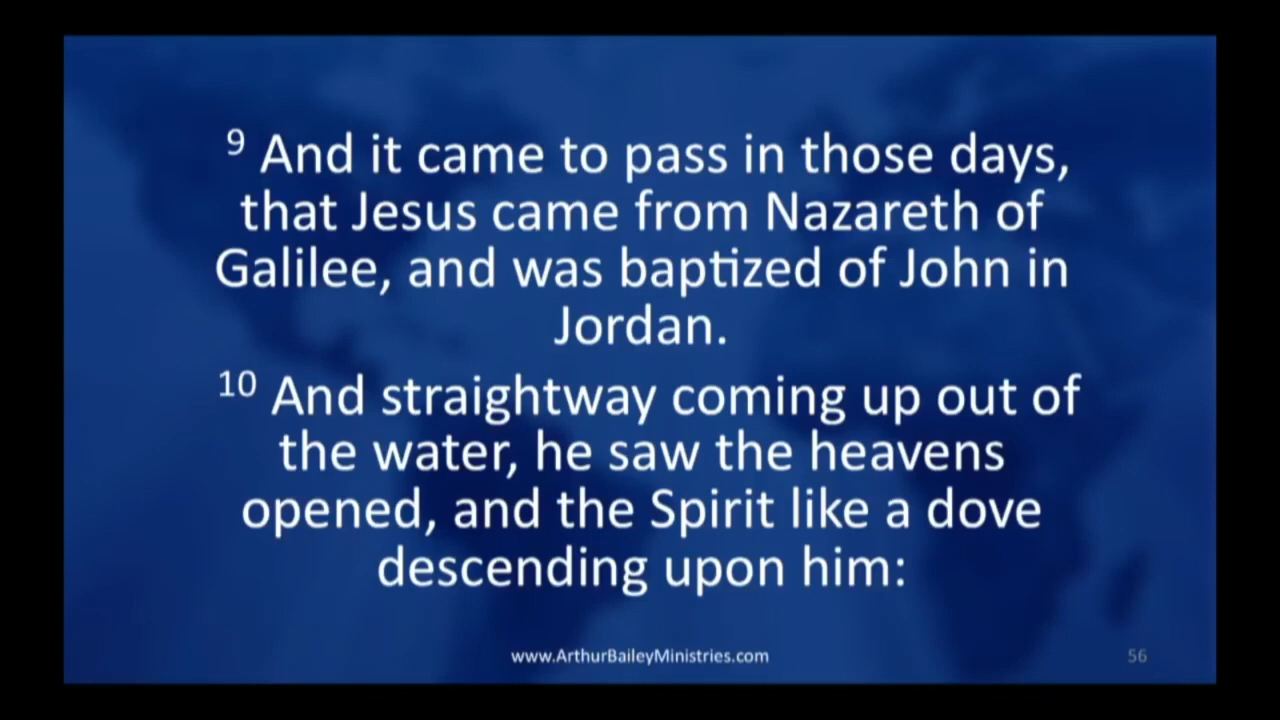 9 And it came to pass in those days,
that Jesus came from Nazareth of
Galilee, and was baptized of John in
Jordan.
10 And straightway coming up out of
the water, he saw the heavens
opened, and the Spirit like a dove
descending upon him:
www.ArthurBaileyMinistries.com
56